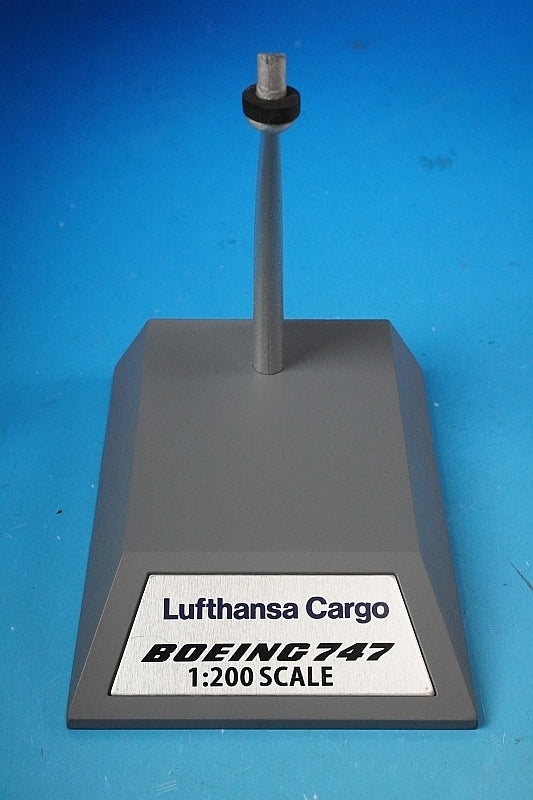 Lufthansa Cargo
BOEING 747
1:200 SCALE